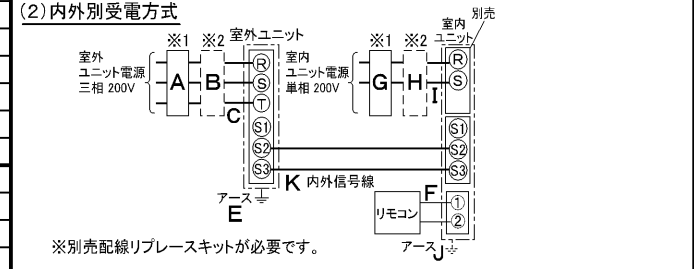 (2)内外別受電方式
別売
※1 ※2 室外ユニット
※1 ※2 室内ユニット
室外
ユニット電源
三相 200V
A B C
R
S
T
S1
S2
S3
室内
ユニット電源
単相 200V
G H I
R
S
S1
S2
S3
K 内外信号線
アース
E
リモコン
F
①
②
アース J
※別売配線リプレースキットが必要です。